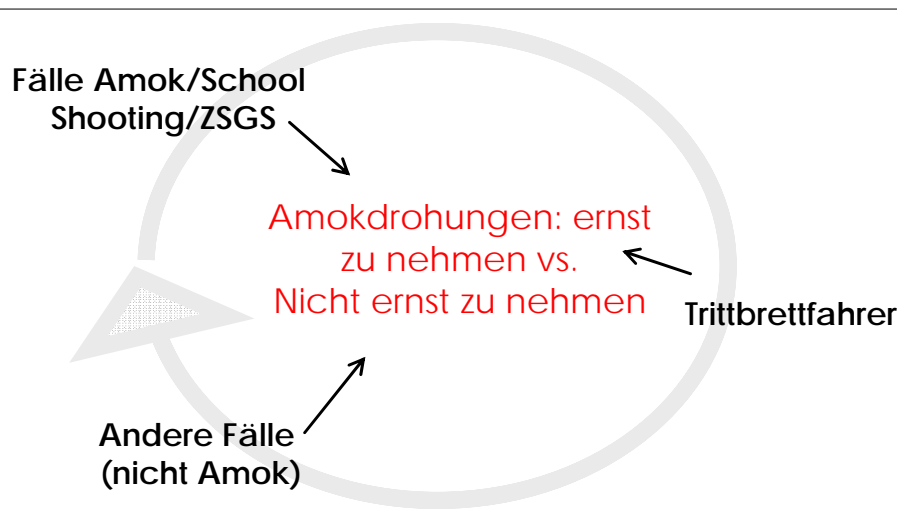 Fälle Amok/School
Shooting/ZSGS
Amokdrohungen: ernst
zu nehmen vs.
Nicht ernst zu nehmen
Trittbrettfahrer
Andere Fälle
(nicht Amok)